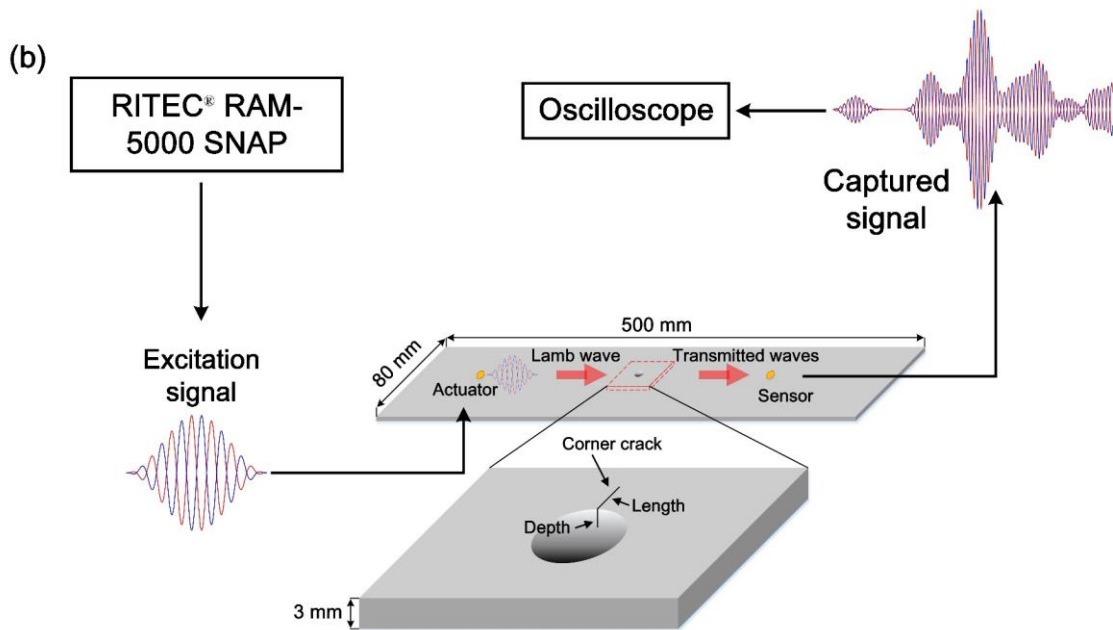 (b)
RITEC® RAM-
5000 SNAP
Oscilloscope
Captured
signal
Excitation
signal
500 mm
80 mm
Lamb wave
Transmitted waves
Actuator
Sensor
Corner crack
Length
Depth
3 mm